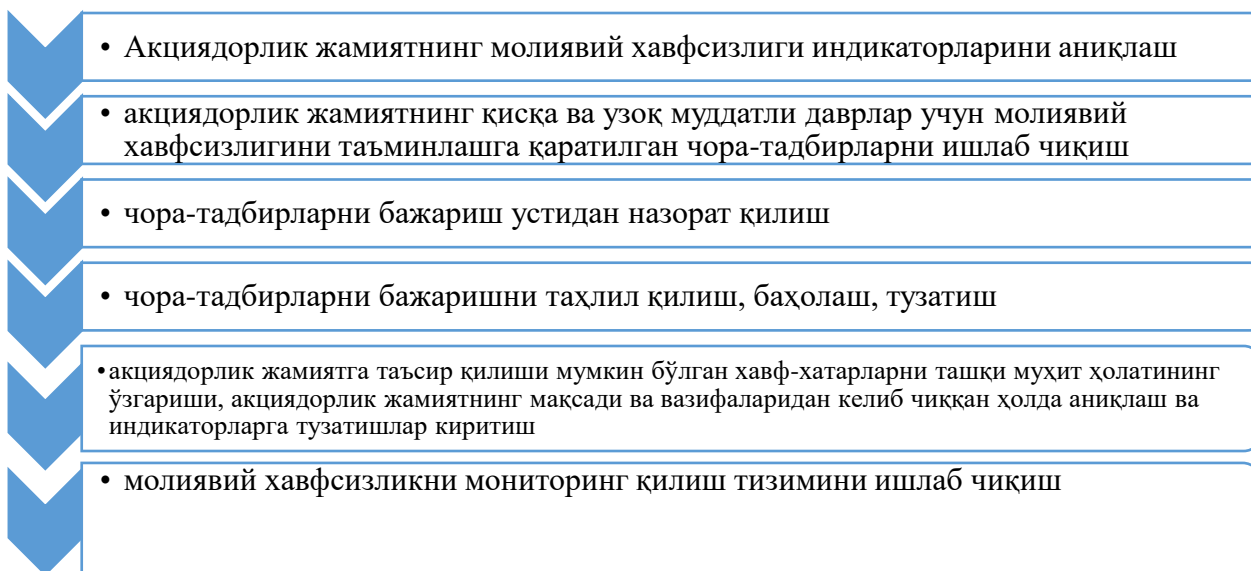 • Акциядорлик жамиятнинг молиявий хавфсизлиги индикаторларини аниқлаш
• акциядорлик жамиятнинг қисқа ва узоқ муддатли даврлар учун молиявий
хавфсизлигини таъминлашга қаратилган чора-тадбирларни ишлаб чиқиш
• чора-тадбирларни бажариш устидан назорат қилиш
• чора-тадбирларни бажаришни таҳлил қилиш, баҳолаш, тузатиш
• акциядорлик жамиятга таъсир қилиши мумкин бўлган хавф-хатарларни ташқи муҳит ҳолатининг
ўзгариши, акциядорлик жамиятнинг мақсади ва вазифаларидан келиб чиққан ҳолда аниқлаш ва
индикаторларга тузатишлар киритиш
• молиявий хавфсизликни мониторинг қилиш тизимини ишлаб чиқиш